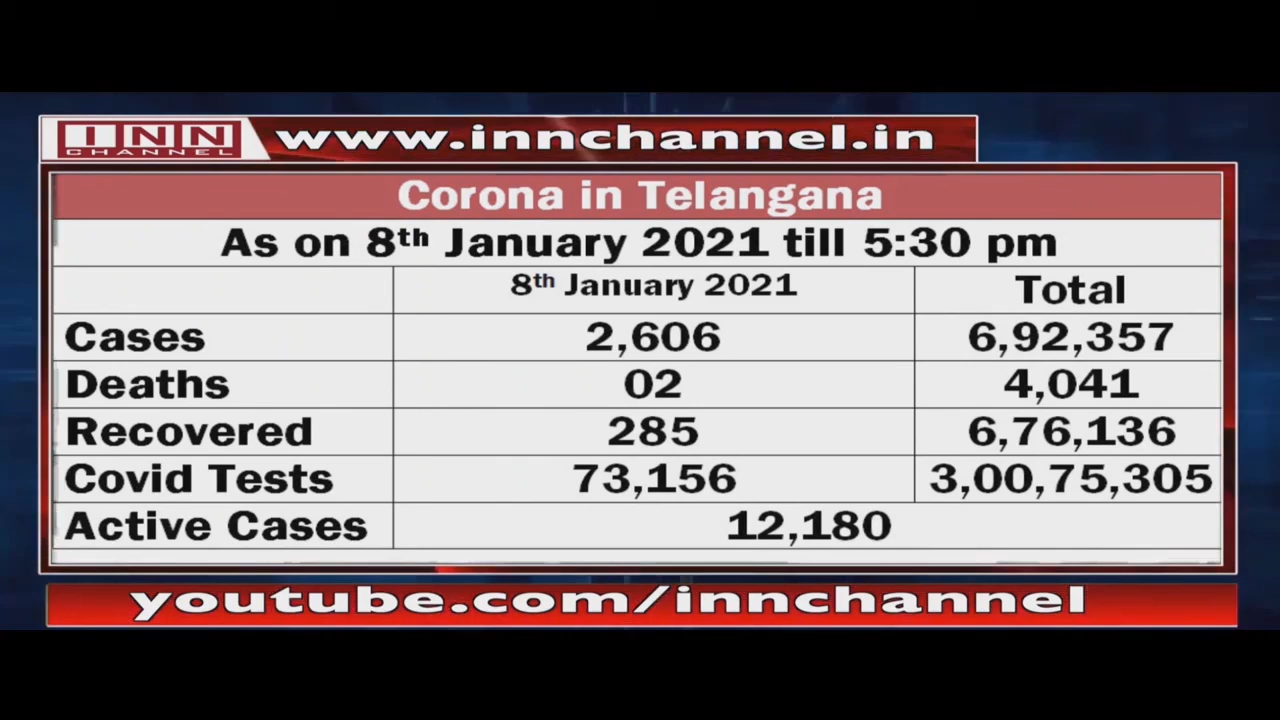 INN
CHANNEL
www.innchannel.in
Corona in Telangana
As on 8th January 2021 till 5:30 pm
8th January 2021 Total
Cases 2,606 6,92,357
Deaths 02 4,041
Recovered 285 6,76,136
Covid Tests 73,156 3,00,75,305
Active Cases 12,180
youtube.com/innchannel